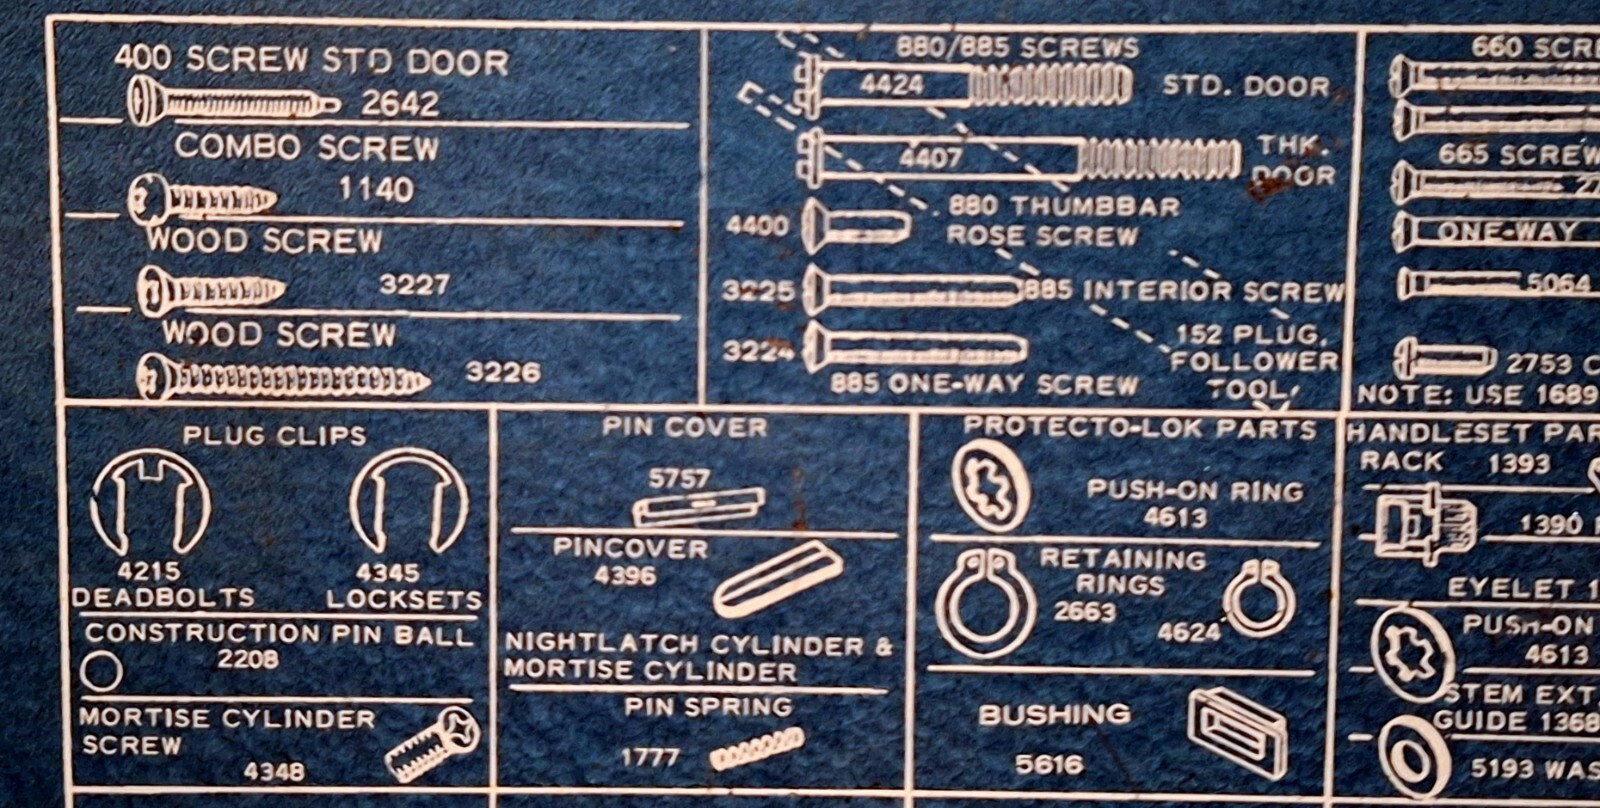 400 SCREW STD DOOR
2642
COMBO SCREW
1140
WOOD SCREW
3227
WOOD SCREW
3226
880/885 SCREWS
4424 STD. DOOR
4407 THK.
DOOR
4400 880 THUMBBAR
ROSE SCREW
3225 885 INTERIOR SCREW
3224
885 ONE-WAY SCREW
152 PLUG.
FOLLOWER
TOOL
660
665
ONE-WAY
5064
2753
NOTE: USE 1689
PLUG CLIPS
4215 4345
DEADBOLTS LOCKSETS
CONSTRUCTION PIN BALL
2208
MORTISE CYLINDER
SCREW
4348
PIN COVER
5757
PINCOVER
4396
NIGHTLATCH CYLINDER &
MORTISE CYLINDER
PIN SPRING
1777
PROTECTO-LOK PARTS
PUSH-ON RING
4613
RETAINING
RINGS
2663
4624
BUSHING
5616
HANDLESET
RACK 1393
1390
EYELET
PUSH-ON
4613
STEM EXT.
GUIDE 1368
5193